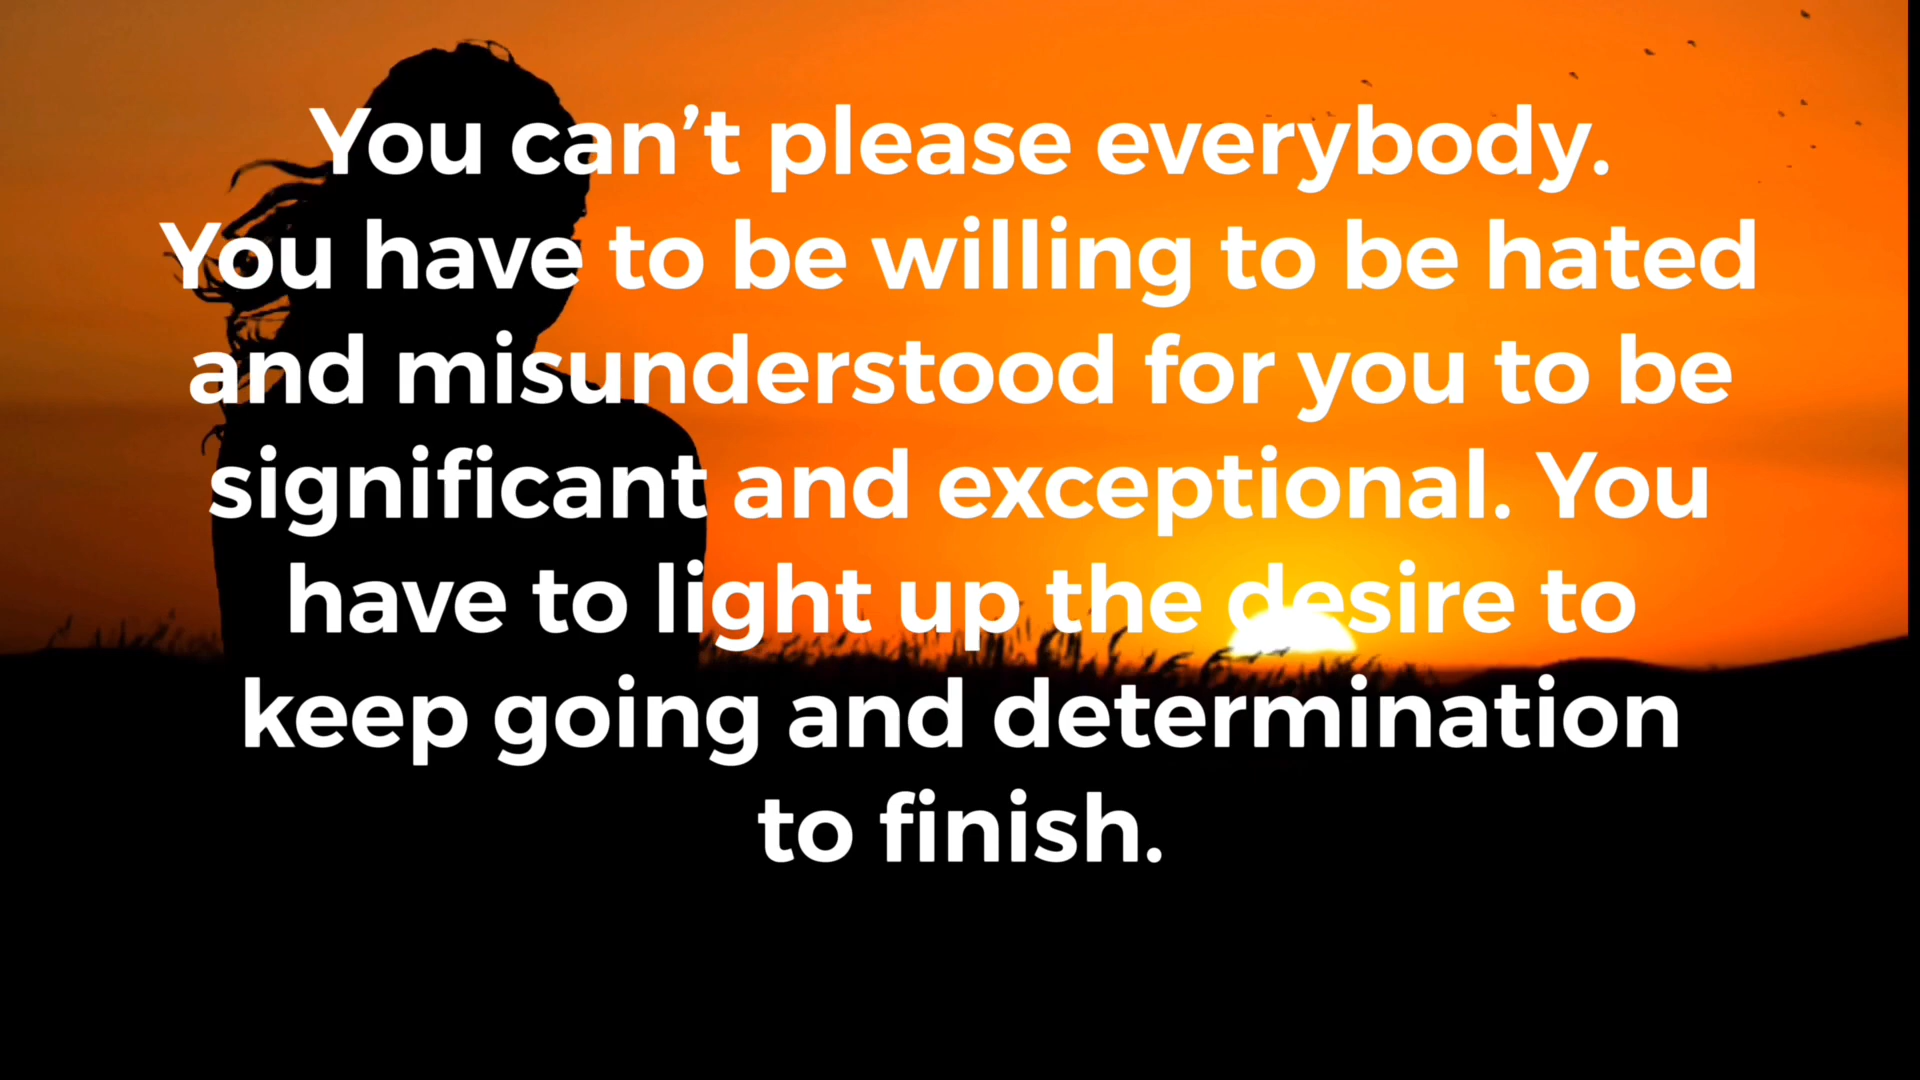 You can’t please everybody.
You have to be willing to be hated
and misunderstood for you to be
significant and exceptional. You
have to light up the desire to
keep going and determination
to finish.